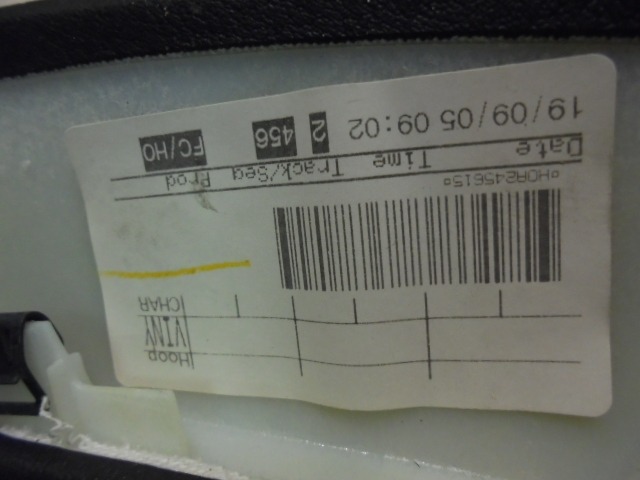 Hoop
VINY
CHAR
¤HOR245615¤
Date Time Track/Seq Prod
19/09/05 09:02 2 456 FC/HO